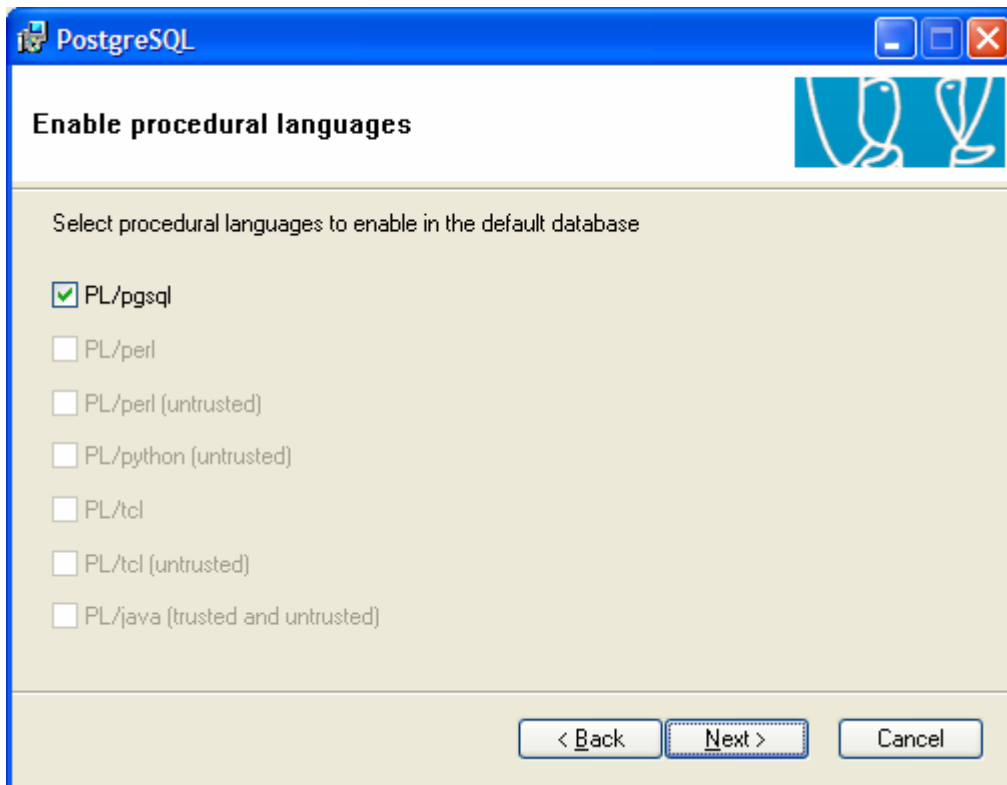 PostgreSQL
Enable procedural languages
Select procedural languages to enable in the default database
PL/pgsql
PL/perl
PL/perl (untrusted)
PL/python (untrusted)
PL/tcl
PL/tcl (untrusted)
PL/java (trusted and untrusted)
< Back Next > Cancel